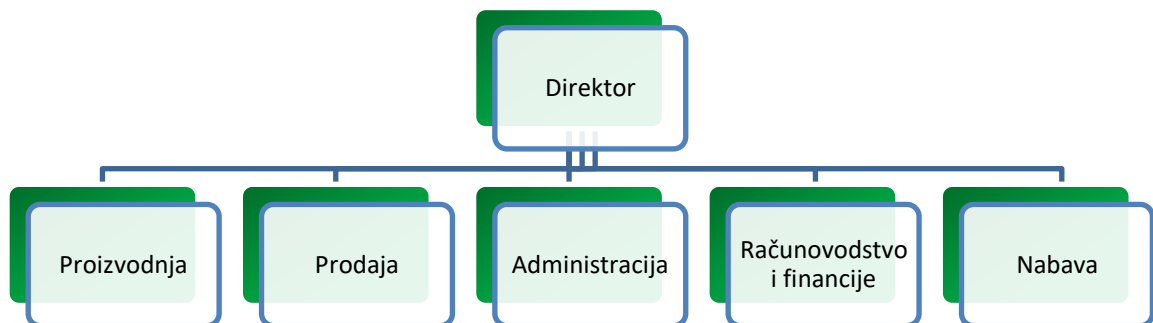 Direktor
Proizvodnja
Prodaja
Administracija
Računovodstvo
i financije
Nabava